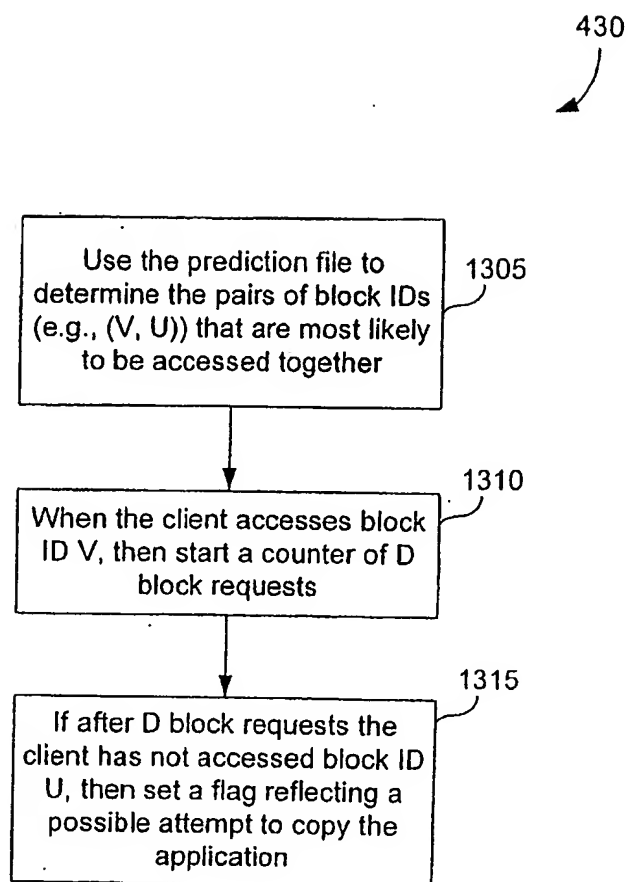 430
Use the prediction file to
determine the pairs of block IDs
(e.g., (V, U)) that are most likely
to be accessed together
1305
When the client accesses block
ID V, then start a counter of D
block requests
1310
If after D block requests the
client has not accessed block ID
U, then set a flag reflecting a
possible attempt to copy the
application
1315